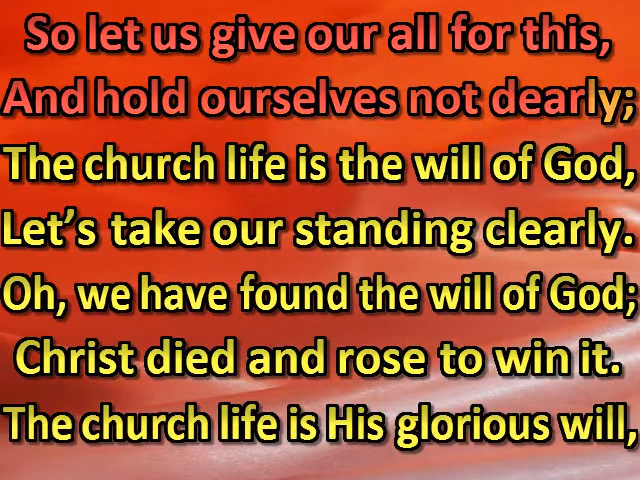 So let us give our all for this,
And hold ourselves not dearly;
The church life is the will of God,
Let’s take our standing clearly.
Oh, we have found the will of God;
Christ died and rose to win it.
The church life is His glorious will,